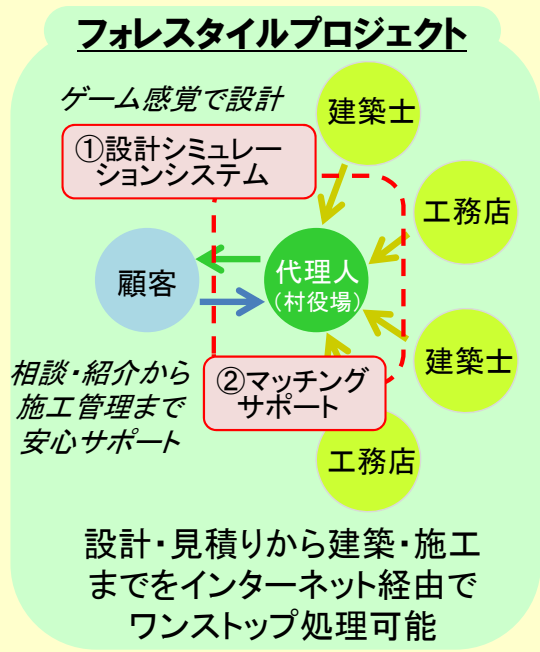 フォレスタイルプロジェクト
ゲーム感覚で設計
建築士
①設計シミュレー
ションシステム
工務店
顧客
代理人
(村役場)
建築士
相談・紹介から
施工管理まで
安心サポート
②マッチング
サポート
工務店
設計・見積りから建築・施工
までをインターネット経由で
ワンストップ処理可能